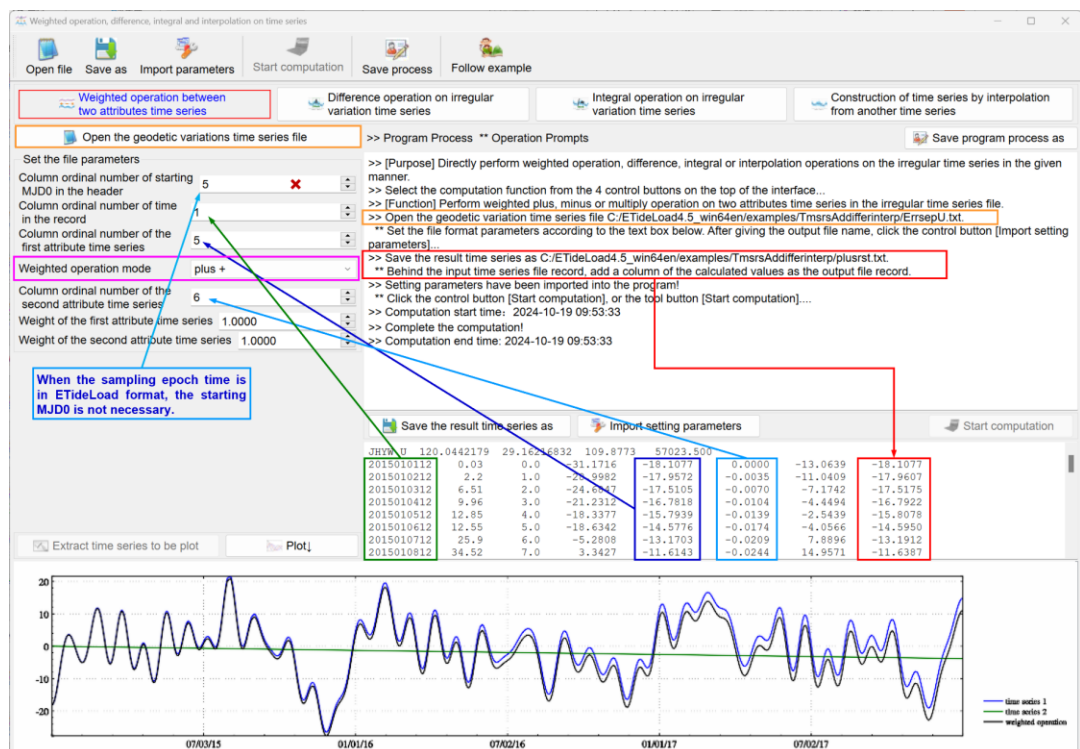 Weighted operation, difference, integral and interpolation on time series
Open file
Save as
Import parameters
Start computation
Save process
Follow example
Weighted operation between
two attributes time series
Difference operation on irregular
variation time series
Integral operation on irregular
variation time series
Construction of time series by interpolation
from another time series
Open the geodetic variations time series file
>> Program Process ** Operation Prompts
Save program process as
Set the file parameters
Column ordinal number of starting
MJD0 in the header
5
Column ordinal number of time
in the record
1
Column ordinal number of the
first attribute time series
5
Weighted operation mode
plus +
Column ordinal number of the
second attribute time series
6
Weight of the first attribute time series 1.0000
Weight of the second attribute time series 1.0000
When the sampling epoch time is
in ETideLoad format, the starting
MJD0 is not necessary.
>> [Purpose] Directly perform weighted operation, difference, integral or interpolation operations on the irregular time series in the given
manner.
>> Select the computation function from the 4 control buttons on the top of the interface...
>> [Function] Perform weighted plus, minus or multiply operation on two attributes time series in the irregular time series file.
>> Open the geodetic variation time series file C:/ETideLoad4.5_win64en/examples/TmsrsAddifferinterp/ErrsepU.txt.
** Set the file format parameters according to the text box below. After giving the output file name, click the control button [Import setting
parameters]...
>> Save the result time series as C:/ETideLoad4.5_win64en/examples/TmsrsAddifferinterp/plusrst.txt.
** Behind the input time series file record, add a column of the calculated values as the output file record.
>> Setting parameters have been imported into the program!
** Click the control button [Start computation], or the tool button [Start computation]....
>> Computation start time: 2024-10-19 09:53:33
>> Complete the computation!
>> Computation end time: 2024-10-19 09:53:33
Save the result time series as
Import setting parameters
Start computation
JHYW U 120.0442179 29.16216832 109.8773 57023.500
2015010112 0.03 0.0 -31.1716 -18.1077 0.0000 -13.0639 -18.1077
2015010212 2.2 1.0 -17.9572 -0.0035 -11.0409 -17.9607
2015010312 6.51 2.0 -17.5105 -0.0070 -7.1742 -17.5175
2015010412 9.96 3.0 -21.2312 -16.7818 -0.0104 -4.4494 -16.7922
2015010512 12.85 4.0 -18.3377 -15.7939 -0.0139 -2.5439 -15.8078
2015010612 12.55 5.0 -18.6342 -14.5776 -0.0174 -4.0566 -14.5950
2015010712 25.9 6.0 -5.2808 -13.1703 -0.0209 7.8896 -13.1912
2015010812 34.52 7.0 3.3427 -11.6143 -0.0244 14.9571 -11.6387
Extract time series to be plot
Plot↓
20
10
0
-10
-20
07/03/15
01/01/16
07/02/16
01/01/17
07/02/17
time series 1
time series 2
weighted operation